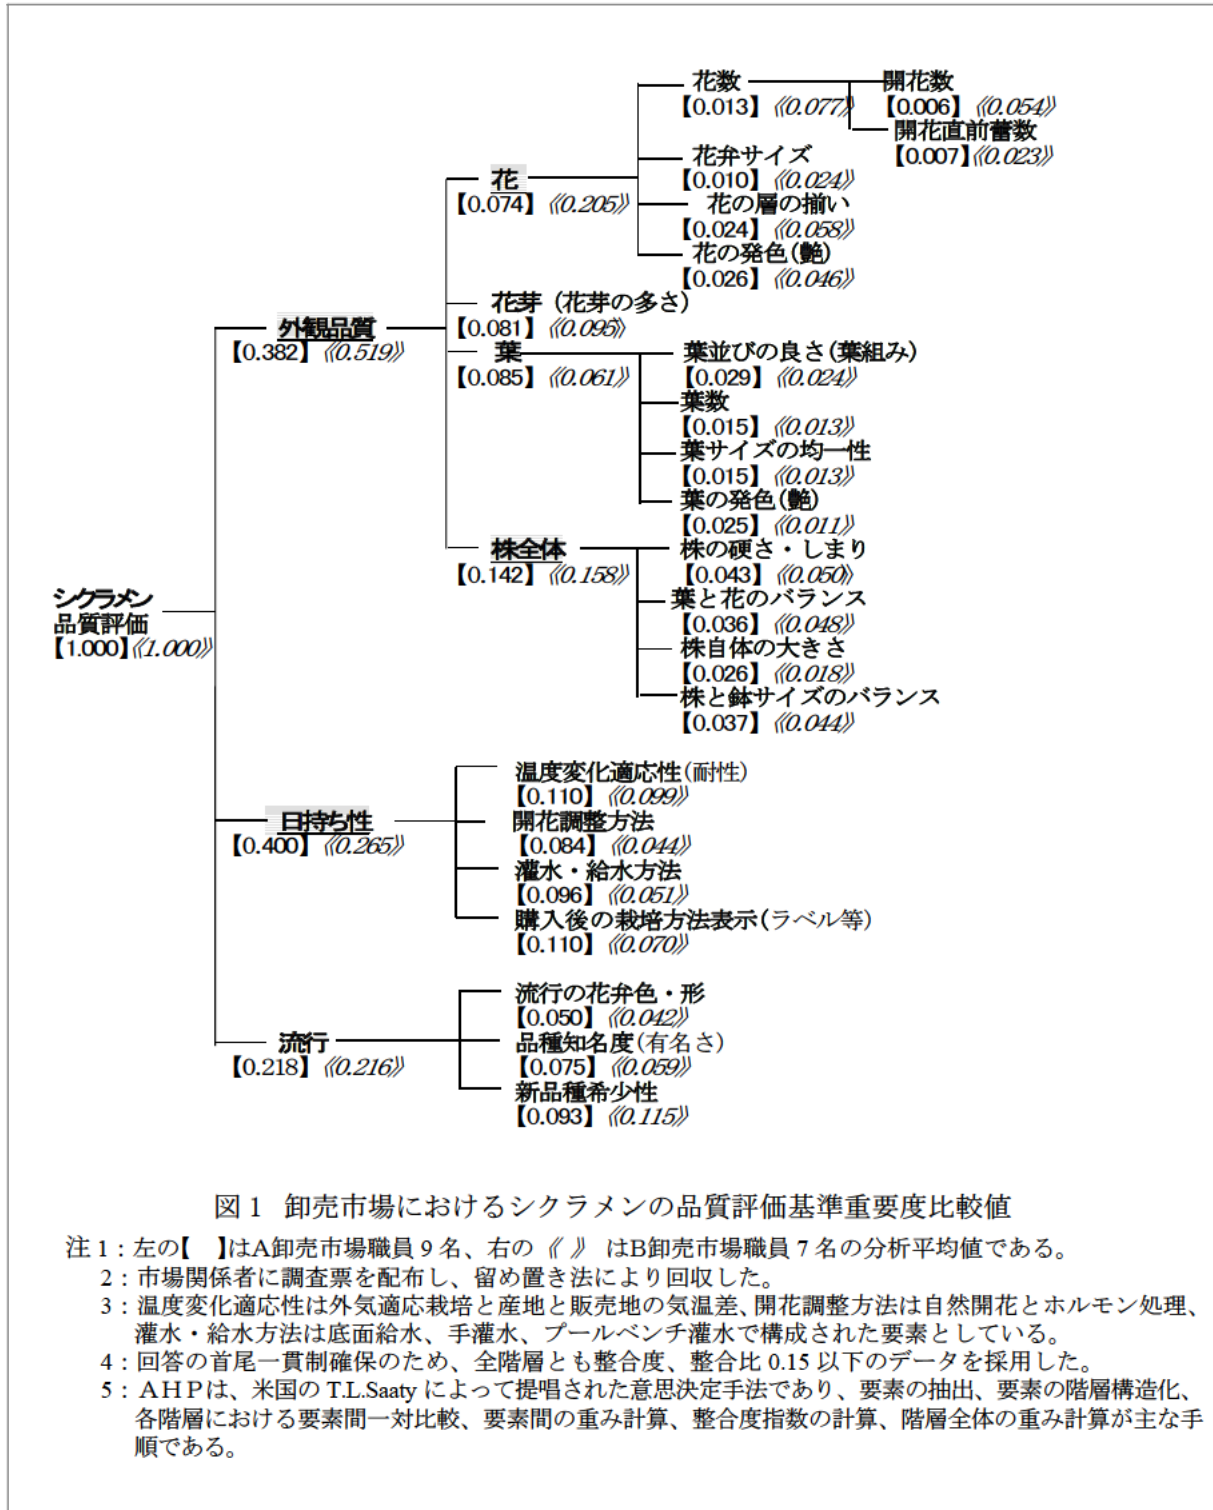 花数
【0.013】《0.077》
開花数
【0.006】《0.054》
開花直前蕾数
【0.007】《0.023》
花弁サイズ
【0.010】《0.024》
花
【0.074】《0.205》
花の層の揃い
【0.024】《0.058》
花の発色(艶)
【0.026】《0.046》
花芽（花芽の多さ）
【0.081】《0.095》
外観品質
【0.382】《0.519》
葉
【0.085】《0.061》
葉並びの良さ(葉組み)
【0.029】《0.024》
葉数
【0.015】《0.013》
葉サイズの均一性
【0.015】《0.013》
葉の発色(艶)
【0.025】《0.011》
株全体
【0.142】《0.158》
株の硬さ・しまり
【0.043】《0.050》
葉と花のバランス
【0.036】《0.048》
株自体の大きさ
【0.026】《0.018》
株と鉢サイズのバランス
【0.037】《0.044》
シクラメン
品質評価
【1.000】《1.000》
温度変化適応性(耐性)
【0.110】《0.099》
日持ち性
【0.400】《0.265》
開花調整方法
【0.084】《0.044》
灌水・給水方法
【0.096】《0.051》
購入後の栽培方法表示(ラベル等)
【0.110】《0.070》
流行の花弁色・形
【0.050】《0.042》
流行
【0.218】《0.216》
品種知名度(有名さ)
【0.075】《0.059》
新品種希少性
【0.093】《0.115》
図１ 卸売市場におけるシクラメンの品質評価基準重要度比較値
注 1：左の【　】はA卸売市場職員 9 名、右の《 》はB卸売市場職員 7 名の分析平均値である。
2：市場関係者に調査票を配布し、留め置き法により回収した。
3：温度変化適応性は外気適応栽培と産地と販売地の気温差、開花調整方法は自然開花とホルモン処理、
灌水・給水方法は底面給水、手灌水、プールベンチ灌水で構成された要素としている。
4：回答の首尾一貫制確保のため、全階層とも整合度、整合比 0.15 以下のデータを採用した。
5：ＡＨＰは、米国の T.L.Saaty によって提唱された意思決定手法であり、要素の抽出、要素の階層構造化、
各階層における要素間一対比較、要素間の重み計算、整合度指数の計算、階層全体の重み計算が主な手
順である。